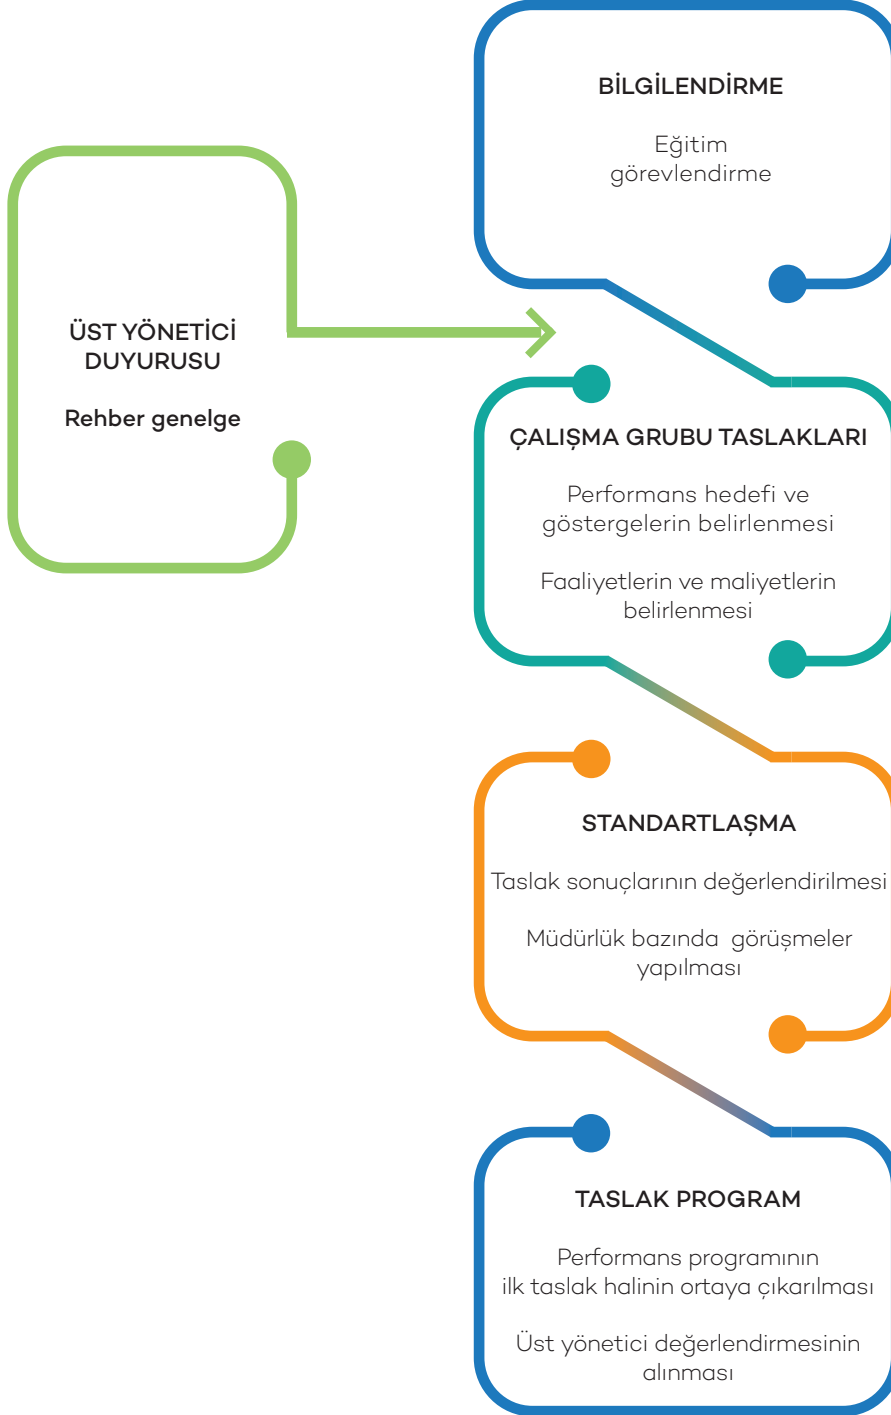 ÜST YÖNETİCİ
DUYURUSU
Rehber genelge
BİLGİLENDİRME
Eğitim
görevlendirme
ÇALIŞMA GRUBU TASLAKLARI
Performans hedefi ve
göstergelerin belirlenmesi
Faaliyetlerin ve maliyetlerin
belirlenmesi
STANDARTLAŞMA
Taslak sonuçlarının değerlendirilmesi
Müdürlük bazında görüşmeler
yapılması
TASLAK PROGRAM
Performans programının
ilk taslak halinin ortaya çıkarılması
Üst yönetici değerlendirmesinin
alınması